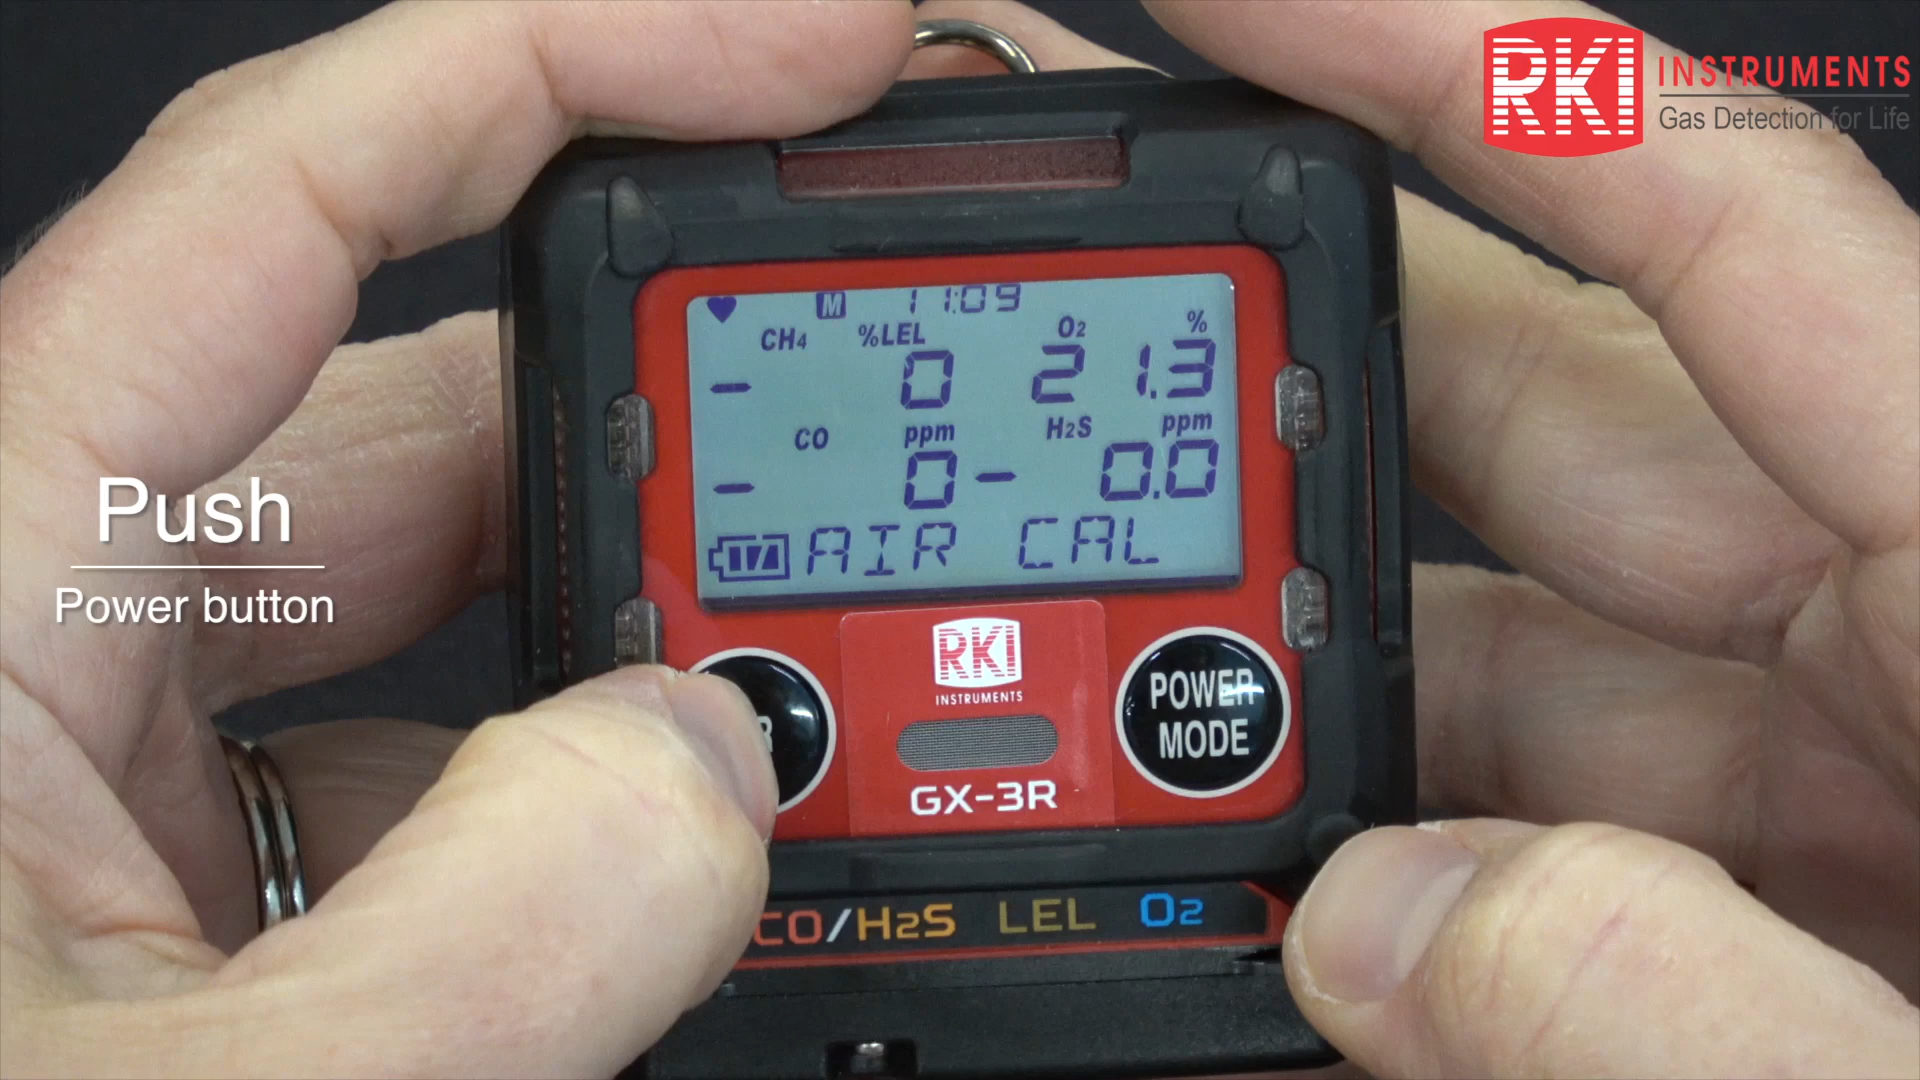 RKI INSTRUMENTS
Gas Detection for Life
M 11:09
CH4 %LEL O2 %
- 0 21.3
CO ppm H2S ppm
- 0 - 0.0
AIR CAL
Push
Power button
RKI
INSTRUMENTS
R
POWER
MODE
GX-3R
CO/H2S LEL O2